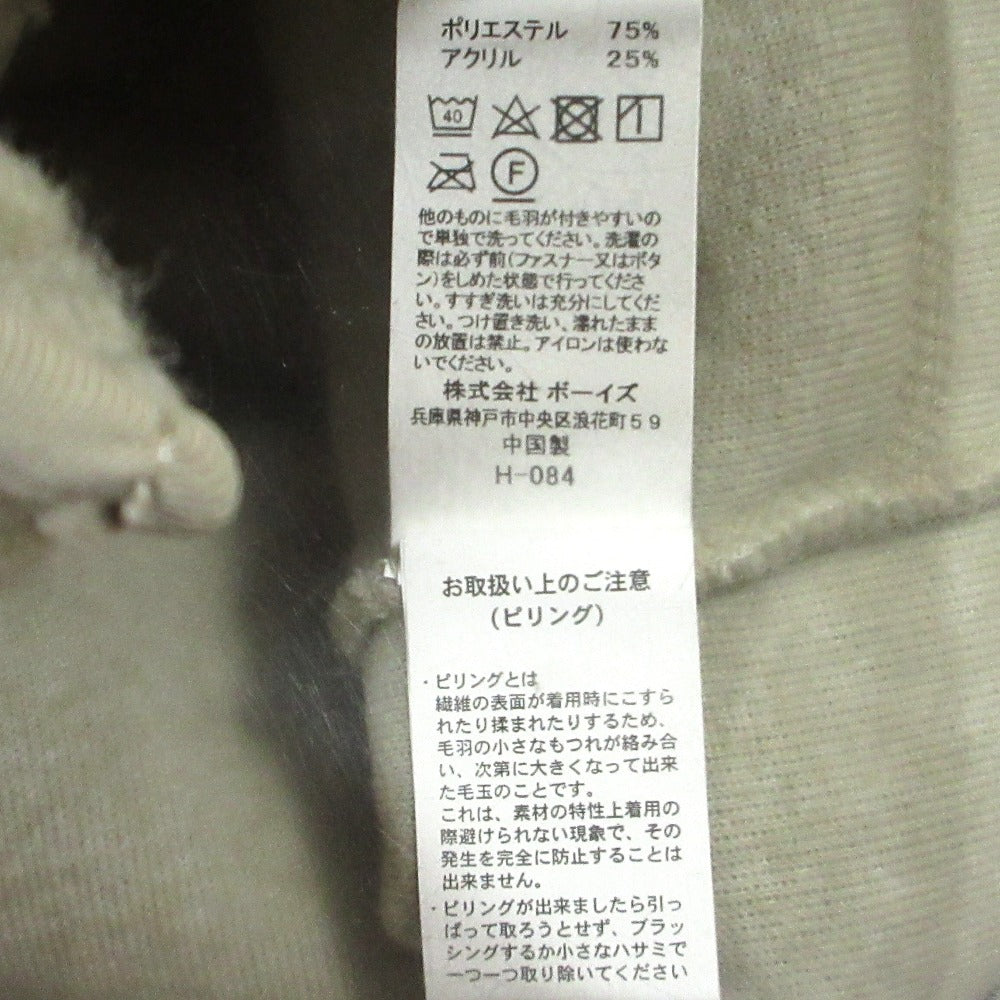 ポリエステル 75%
アクリル 25%
40
F
他のものに毛羽が付きやすいの
で単独で洗ってください。洗濯の
際は必ず前(ファスナー又はボタ
ン)をしめた状態で行ってくださ
い。すすぎ洗いは充分にしてくだ
さい。つけ置き洗い、濡れたまま
の放置は禁止。アイロンは使わな
いでください。
株式会社 ボーイズ
兵庫県神戸市中央区浪花町59
中国製
H-084
お取扱い上のご注意
(ピリング)
・ピリングとは
繊維の表面が着用時にこすら
れたり揉まれたりするため、
毛羽の小さなもつれが絡み合
い、次第に大きくなって出来
た毛玉のことです。
これは、素材の特性上着用の
際避けられない現象で、その
発生を完全に防止することは
出来ません。
・ピリングが出来ましたら引っ
ぱって取ろうとせず、ブラッ
シングするか小さなハサミで
一つ一つ取り除いてください